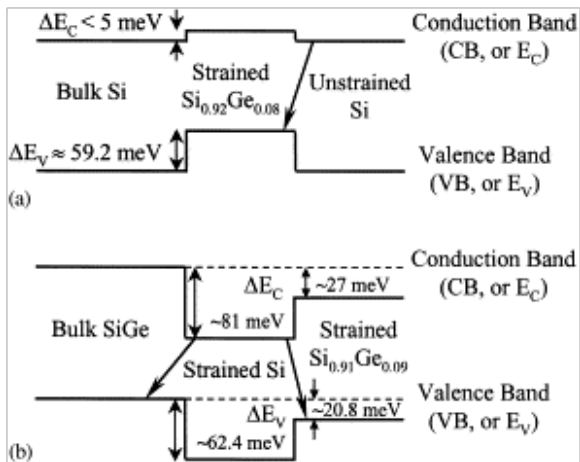 ΔE_C < 5 meV
Conduction Band
(CB, or E_C)
Bulk Si
Strained
Si_0.92Ge_0.08
Unstrained
Si
ΔE_V ≈ 59.2 meV
Valence Band
(VB, or E_V)
(a)
Conduction Band
(CB, or E_C)
ΔE_C
~27 meV
~81 meV
Bulk SiGe
Strained
Si_0.91Ge_0.09
Strained Si
Valence Band
(VB, or E_V)
ΔE_V
~20.8 meV
~62.4 meV
(b)